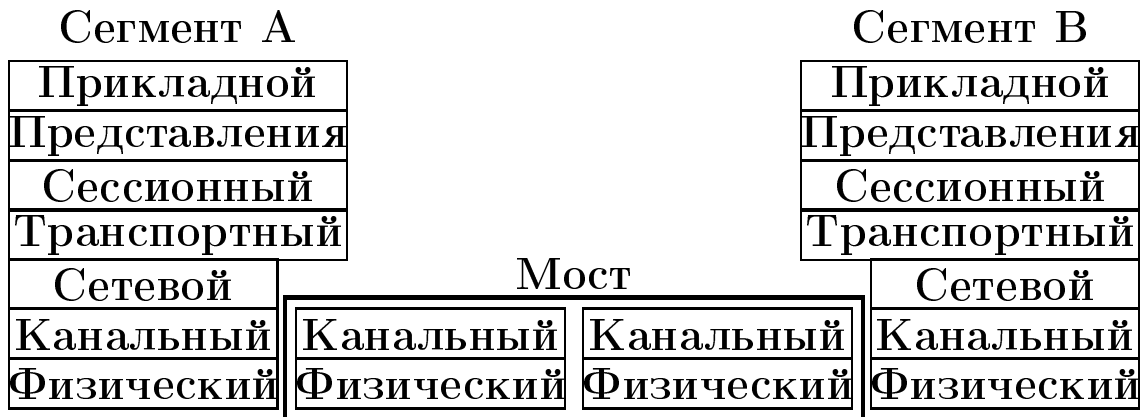 Сегмент A
Сегмент B
Прикладной
Прикладной
Представления
Представления
Сессионный
Сессионный
Транспортный
Транспортный
Мост
Сетевой
Сетевой
Канальный
Канальный
Канальный
Канальный
Физический
Физический
Физический
Физический